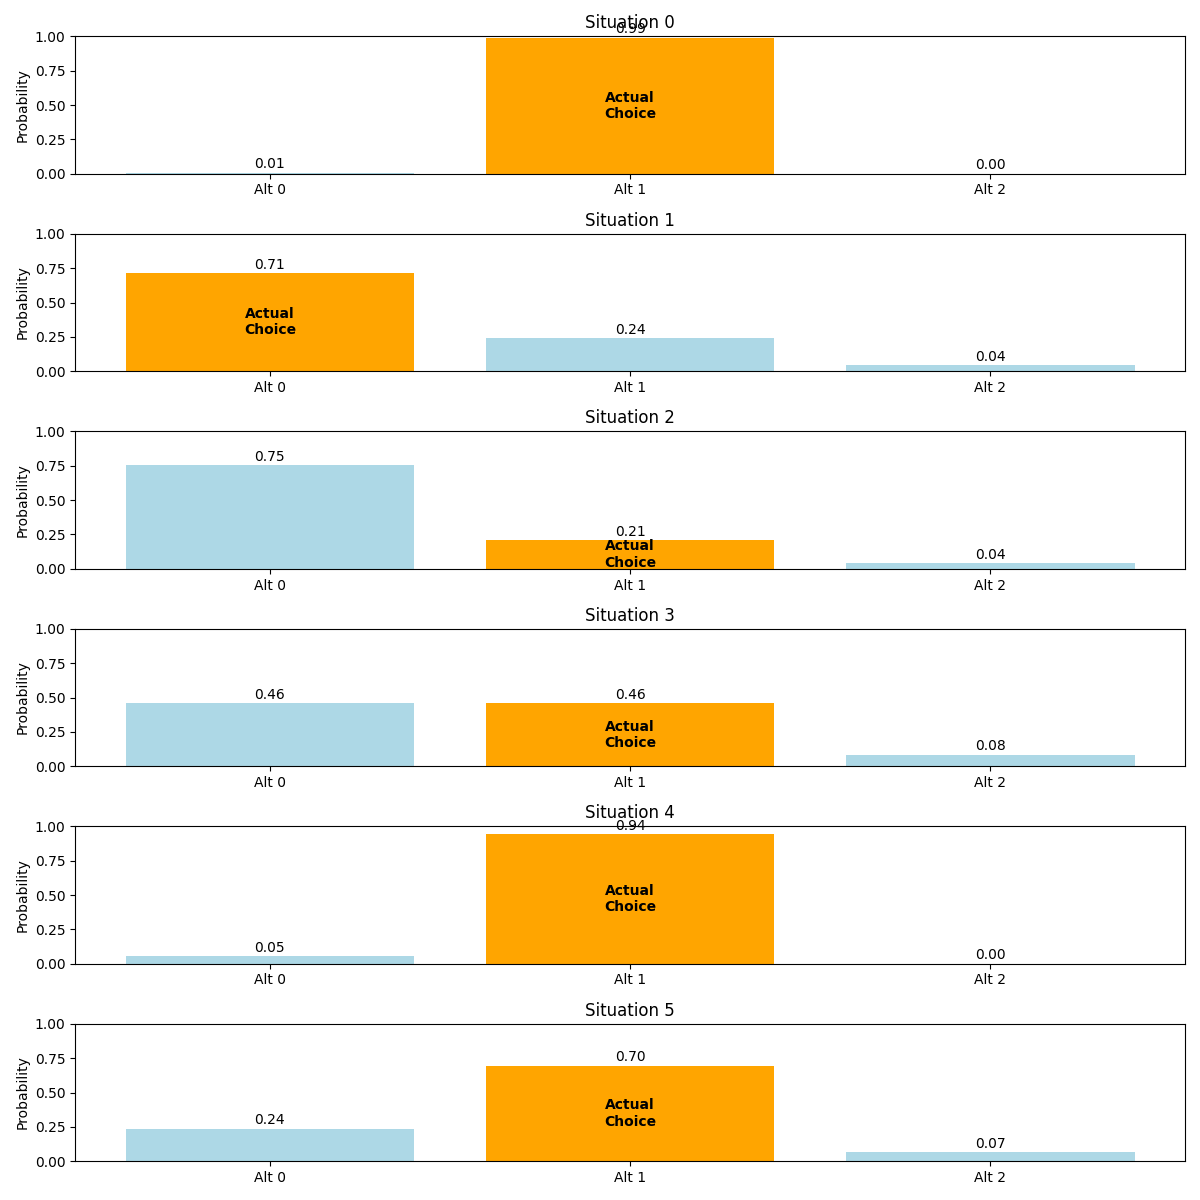 Situation 0
0.99
1.00
0.75
0.50
0.25
0.00
Probability
Actual
Choice
0.01
0.00
Alt 0
Alt 1
Alt 2
Situation 1
1.00
0.75
0.50
0.25
0.00
Probability
0.71
Actual
Choice
0.24
0.04
Alt 0
Alt 1
Alt 2
Situation 2
1.00
0.75
0.50
0.25
0.00
Probability
0.75
0.21
Actual
Choice
0.04
Alt 0
Alt 1
Alt 2
Situation 3
1.00
0.75
0.50
0.25
0.00
Probability
0.46
0.46
Actual
Choice
0.08
Alt 0
Alt 1
Alt 2
Situation 4
0.94
1.00
0.75
0.50
0.25
0.00
Probability
Actual
Choice
0.05
0.00
Alt 0
Alt 1
Alt 2
Situation 5
1.00
0.75
0.50
0.25
0.00
Probability
0.70
Actual
Choice
0.24
0.07
Alt 0
Alt 1
Alt 2